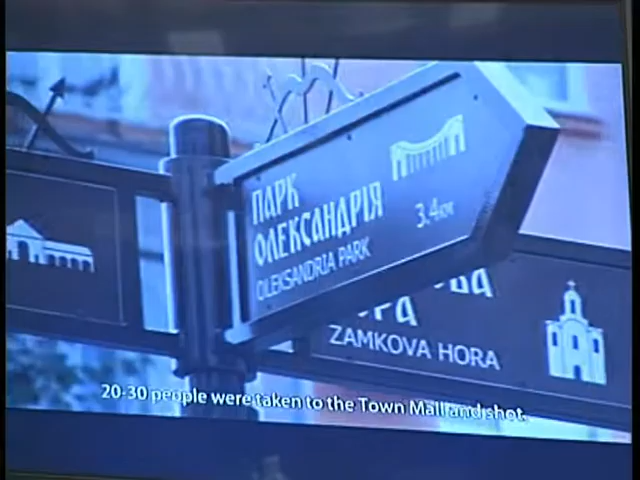 ПАРК
ОЛЕКСАНДРІЯ
OLEKSANDRIA PARK
3.4км
ZAMKOVA HORA
20-30 people were taken to the Town Mall and shot.